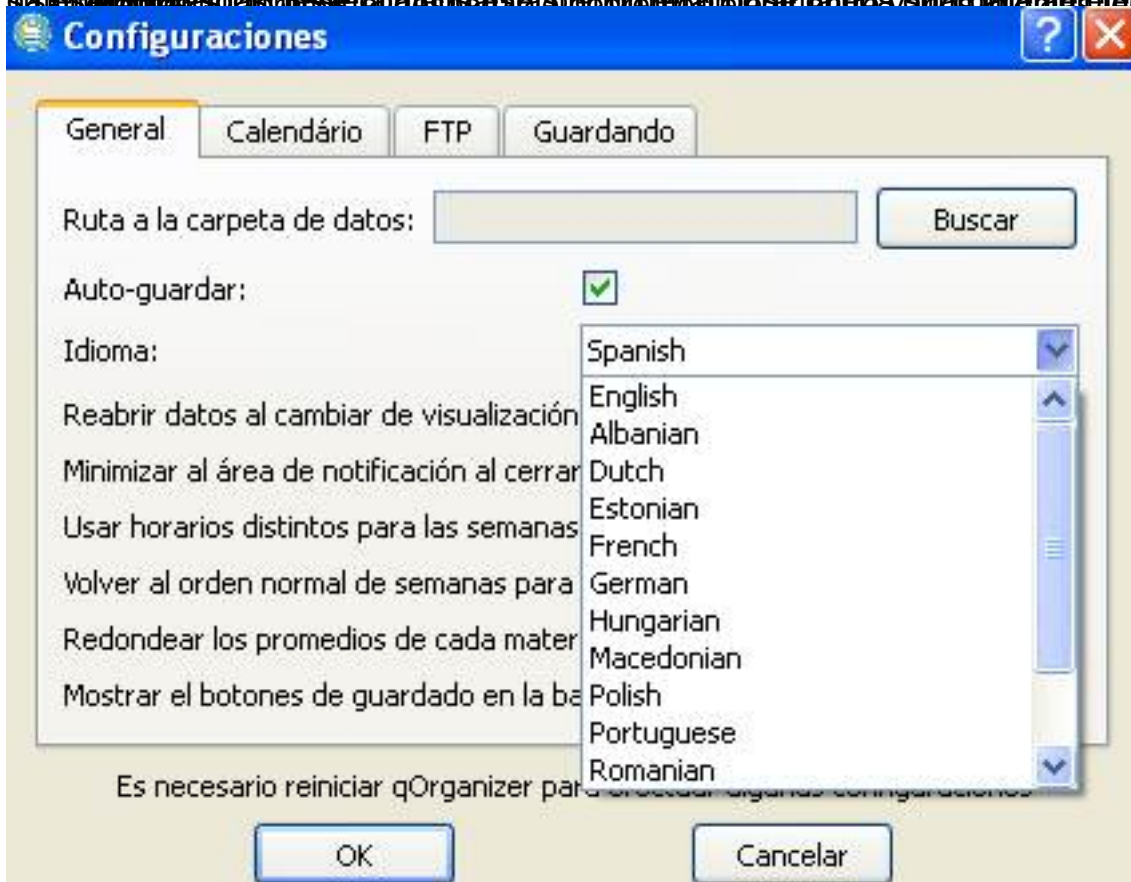 Configuraciones
General Calendário FTP Guardando
Ruta a la carpeta de datos: Buscar
Auto-guardar:
Idioma: Spanish
English
Reabrir datos al cambiar de visualización
Albanian
Minimizar al área de notificación al cerrar Dutch
Estonian
Usar horarios distintos para las semanas
French
Volver al orden normal de semanas para German
Hungarian
Redondear los promedios de cada mater
Macedonian
Mostrar el botones de guardado en la ba Polish
Portuguese
Romanian
Es necesario reiniciar qOrganizer
OK Cancelar